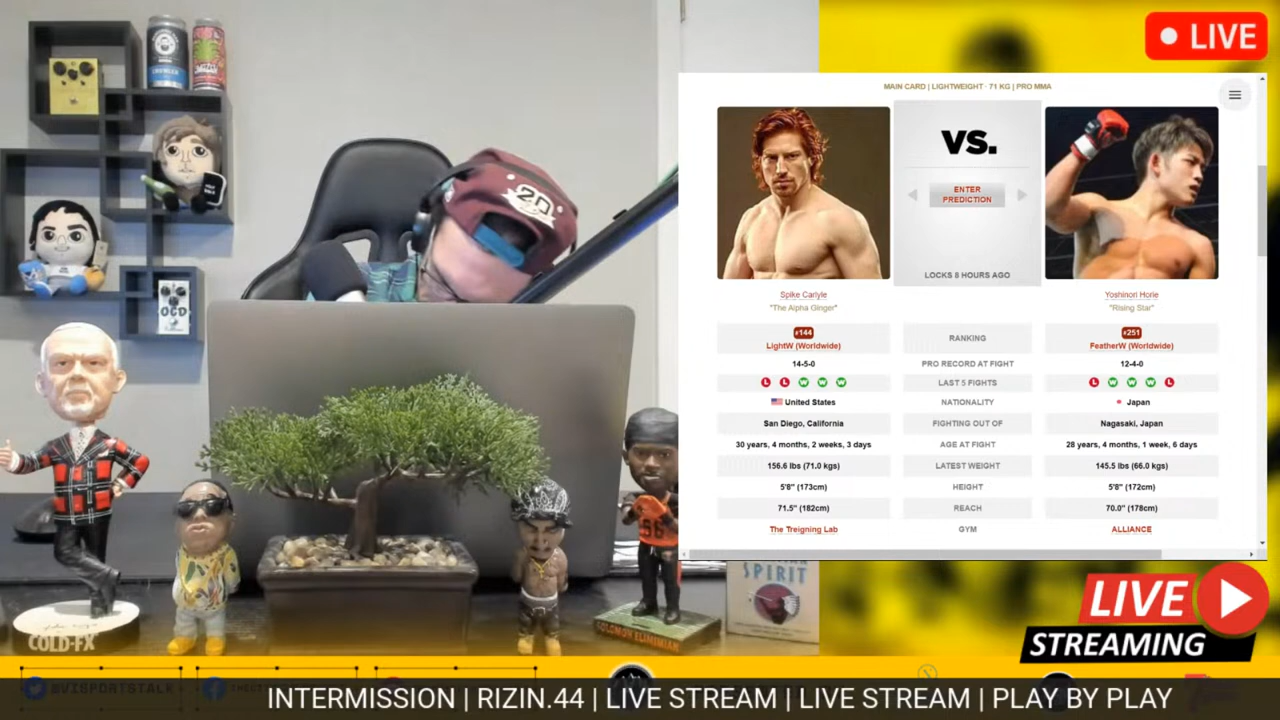 LIVE
MAIN CARD | LIGHTWEIGHT · 71 KG | PRO MMA
VS.
ENTER
PREDICTION
LOCKS 8 HOURS AGO
Spike Carlyle
"The Alpha Ginger"
Yoshinori Horie
"Rising Star"
#144
LightW (Worldwide)
RANKING
#251
FeatherW (Worldwide)
14-5-0
PRO RECORD AT FIGHT
12-4-0
L L W W W
LAST 5 FIGHTS
L W W W L
United States
NATIONALITY
Japan
San Diego, California
FIGHTING OUT OF
Nagasaki, Japan
30 years, 4 months, 2 weeks, 3 days
AGE AT FIGHT
28 years, 4 months, 1 week, 6 days
156.6 lbs (71.0 kgs)
LATEST WEIGHT
145.5 lbs (66.0 kgs)
5'8" (173cm)
HEIGHT
5'8" (172cm)
71.5" (182cm)
REACH
70.0" (178cm)
The Treigning Lab
GYM
ALLIANCE
20
OCD
COLD-FX
SOLOMON ELIMIMIAN
SPIRIT
LIVE
STREAMING
@VISPORTSTALK
INTERMISSION | RIZIN.44 | LIVE STREAM | LIVE STREAM | PLAY BY PLAY